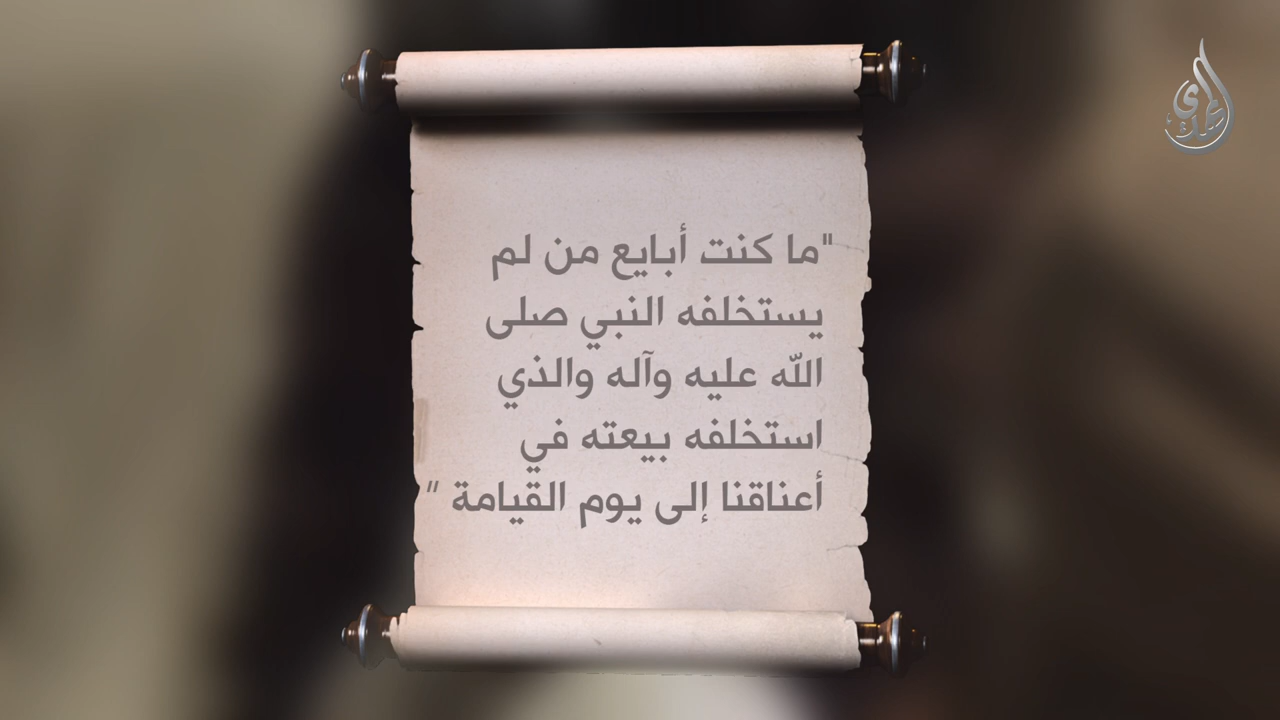 "ما كنت أبايع من لم
يستخلفه النبي صلى
الله عليه وآله والذي
استخلفه بيعته في
أعناقنا إلى يوم القيامة "